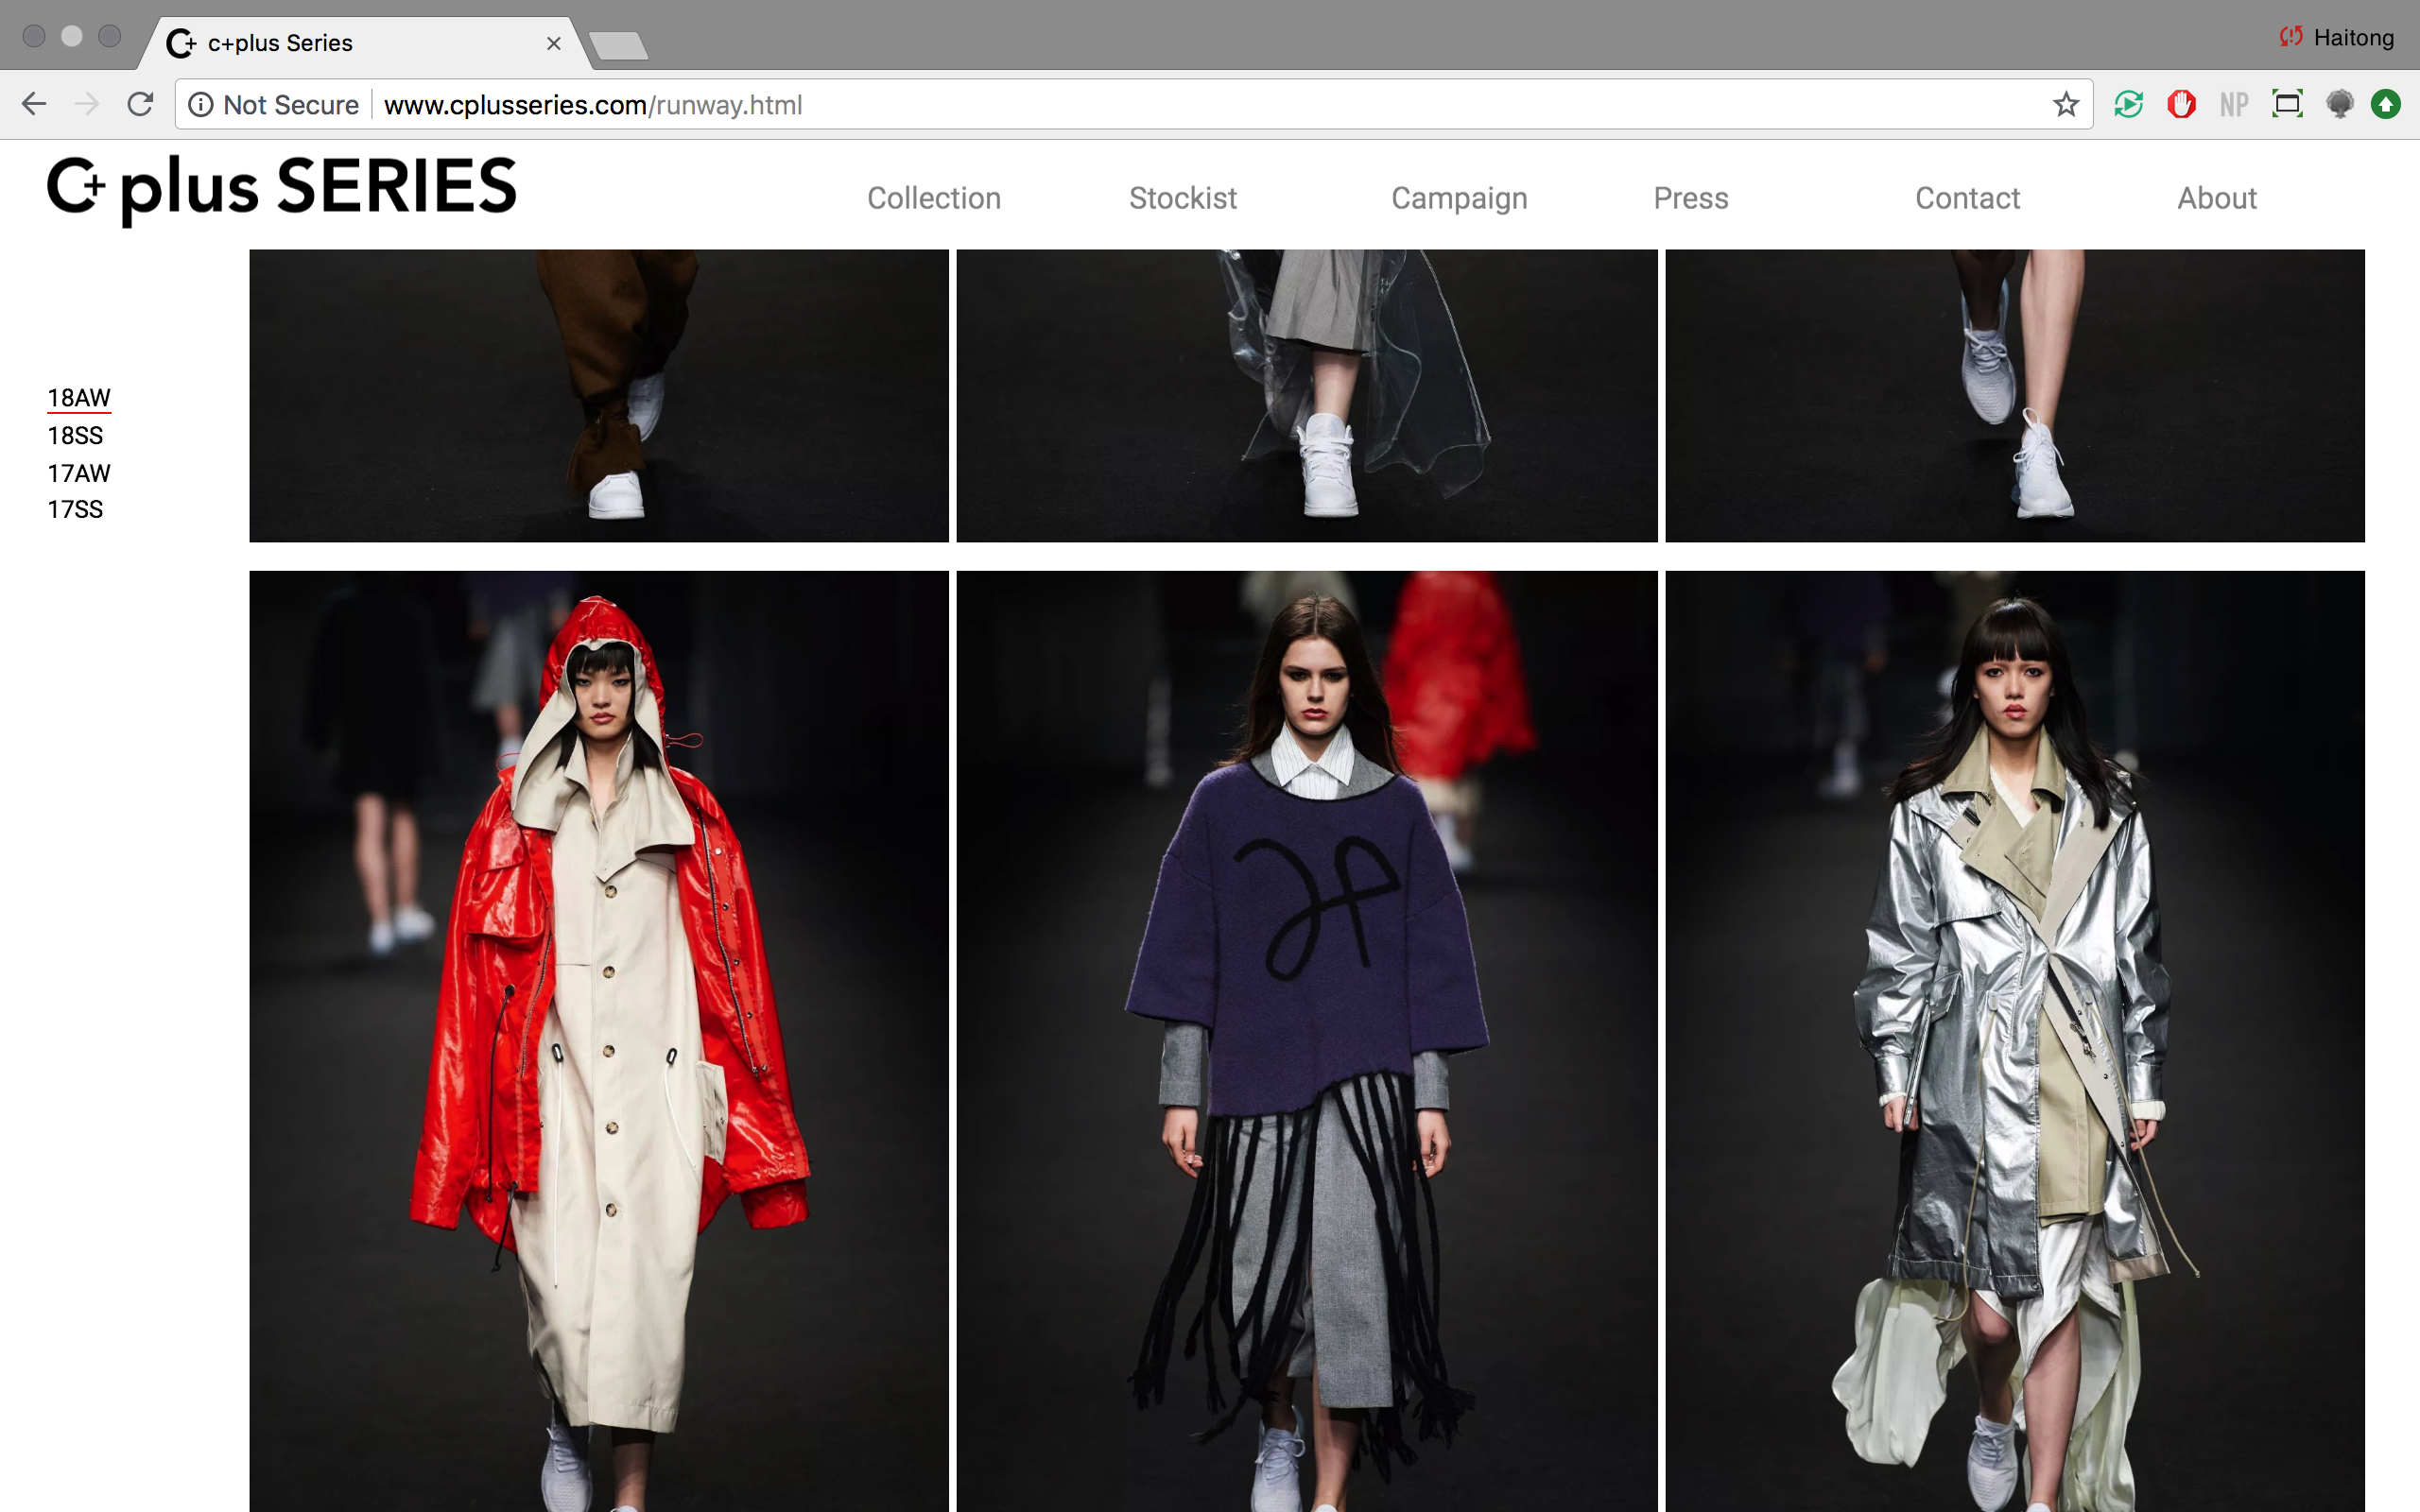 c+plus Series
Haitong
Not Secure
www.cplusseries.com/runway.html
NP
C+ plus SERIES
Collection
Stockist
Campaign
Press
Contact
About
18AW
18SS
17AW
17SS